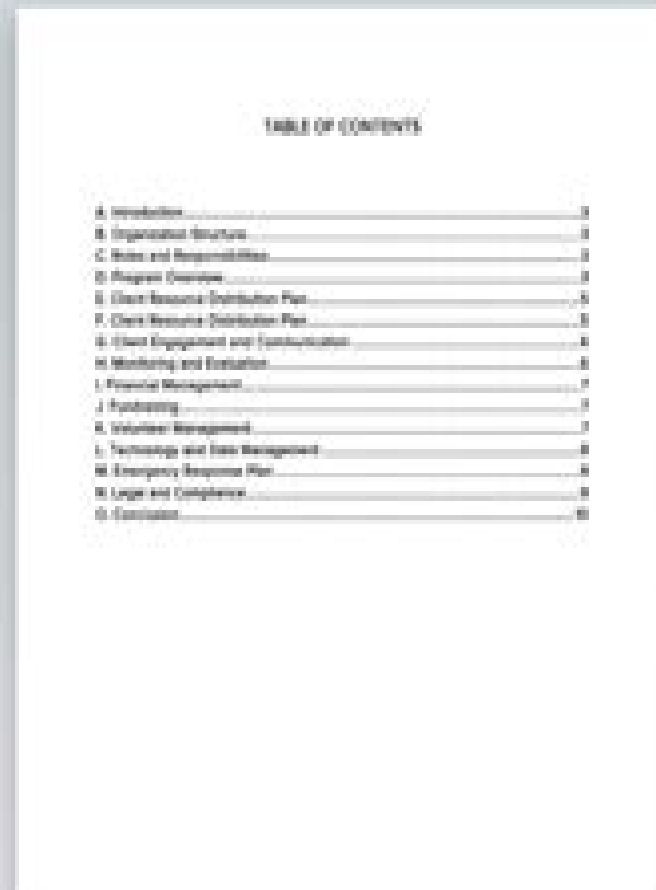 TABLE OF CONTENTS
A. Introduction
B. Organization Structure
C. Roles and Responsibilities
D. Program Overview
E. Client Resource Distribution Plan
F. Client Resource Distribution Plan
G. Client Engagement and Communication
H. Monitoring and Evaluation
I. Financial Management
J. Fundraising
K. Volunteer Management
L. Technology and Data Management
M. Emergency Response Plan
N. Legal and Compliance
O. Conclusion